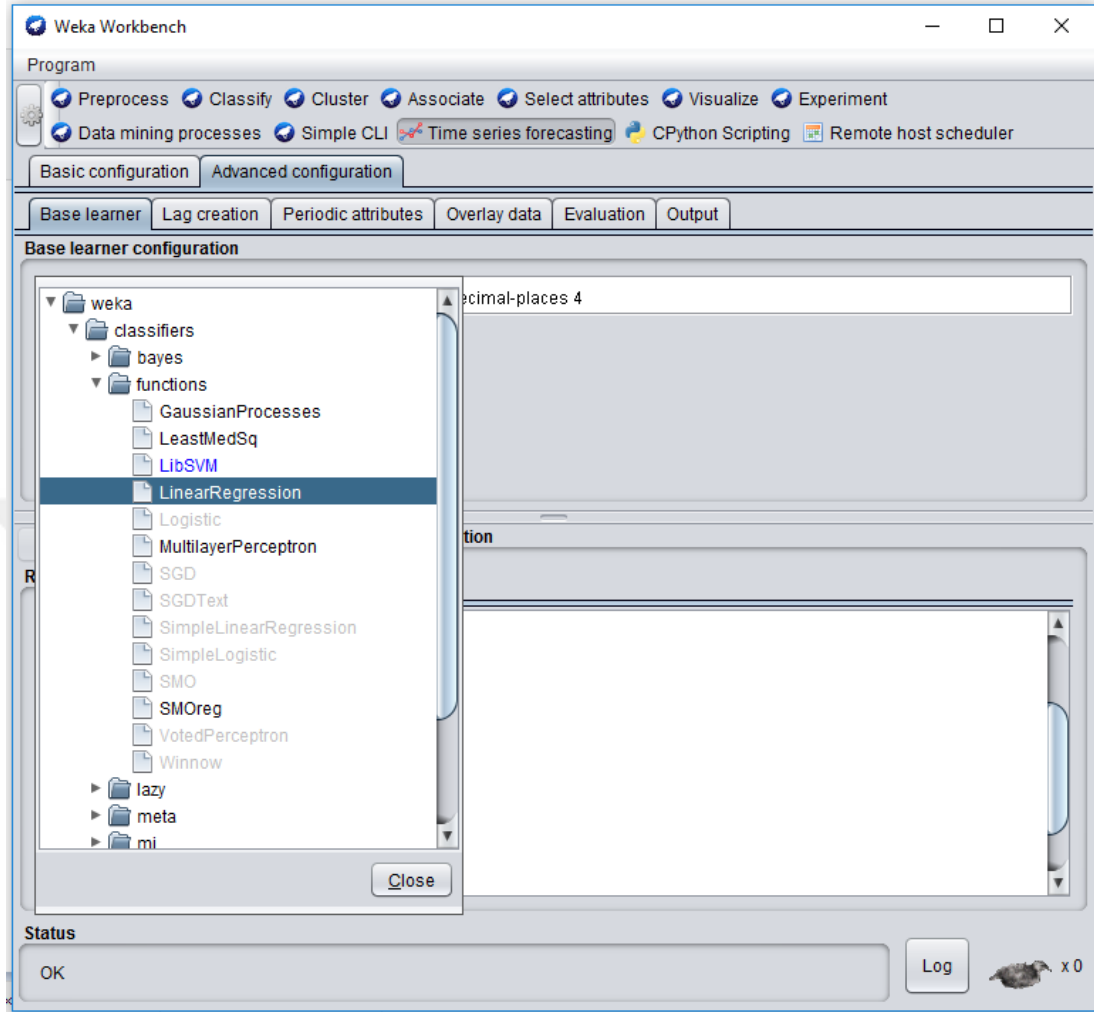 Weka Workbench
Program
Preprocess Classify Cluster Associate Select attributes Visualize Experiment
Data mining processes Simple CLI Time series forecasting CPython Scripting Remote host scheduler
Basic configuration Advanced configuration
Base learner Lag creation Periodic attributes Overlay data Evaluation Output
Base learner configuration
ecimal-places 4
weka
classifiers
bayes
functions
GaussianProcesses
LeastMedSq
LibSVM
LinearRegression
Logistic
MultilayerPerceptron
SGD
SGDText
SimpleLinearRegression
SimpleLogistic
SMO
SMOreg
VotedPerceptron
Winnow
lazy
meta
mi
Close
tion
R
Status
OK
Log
x 0